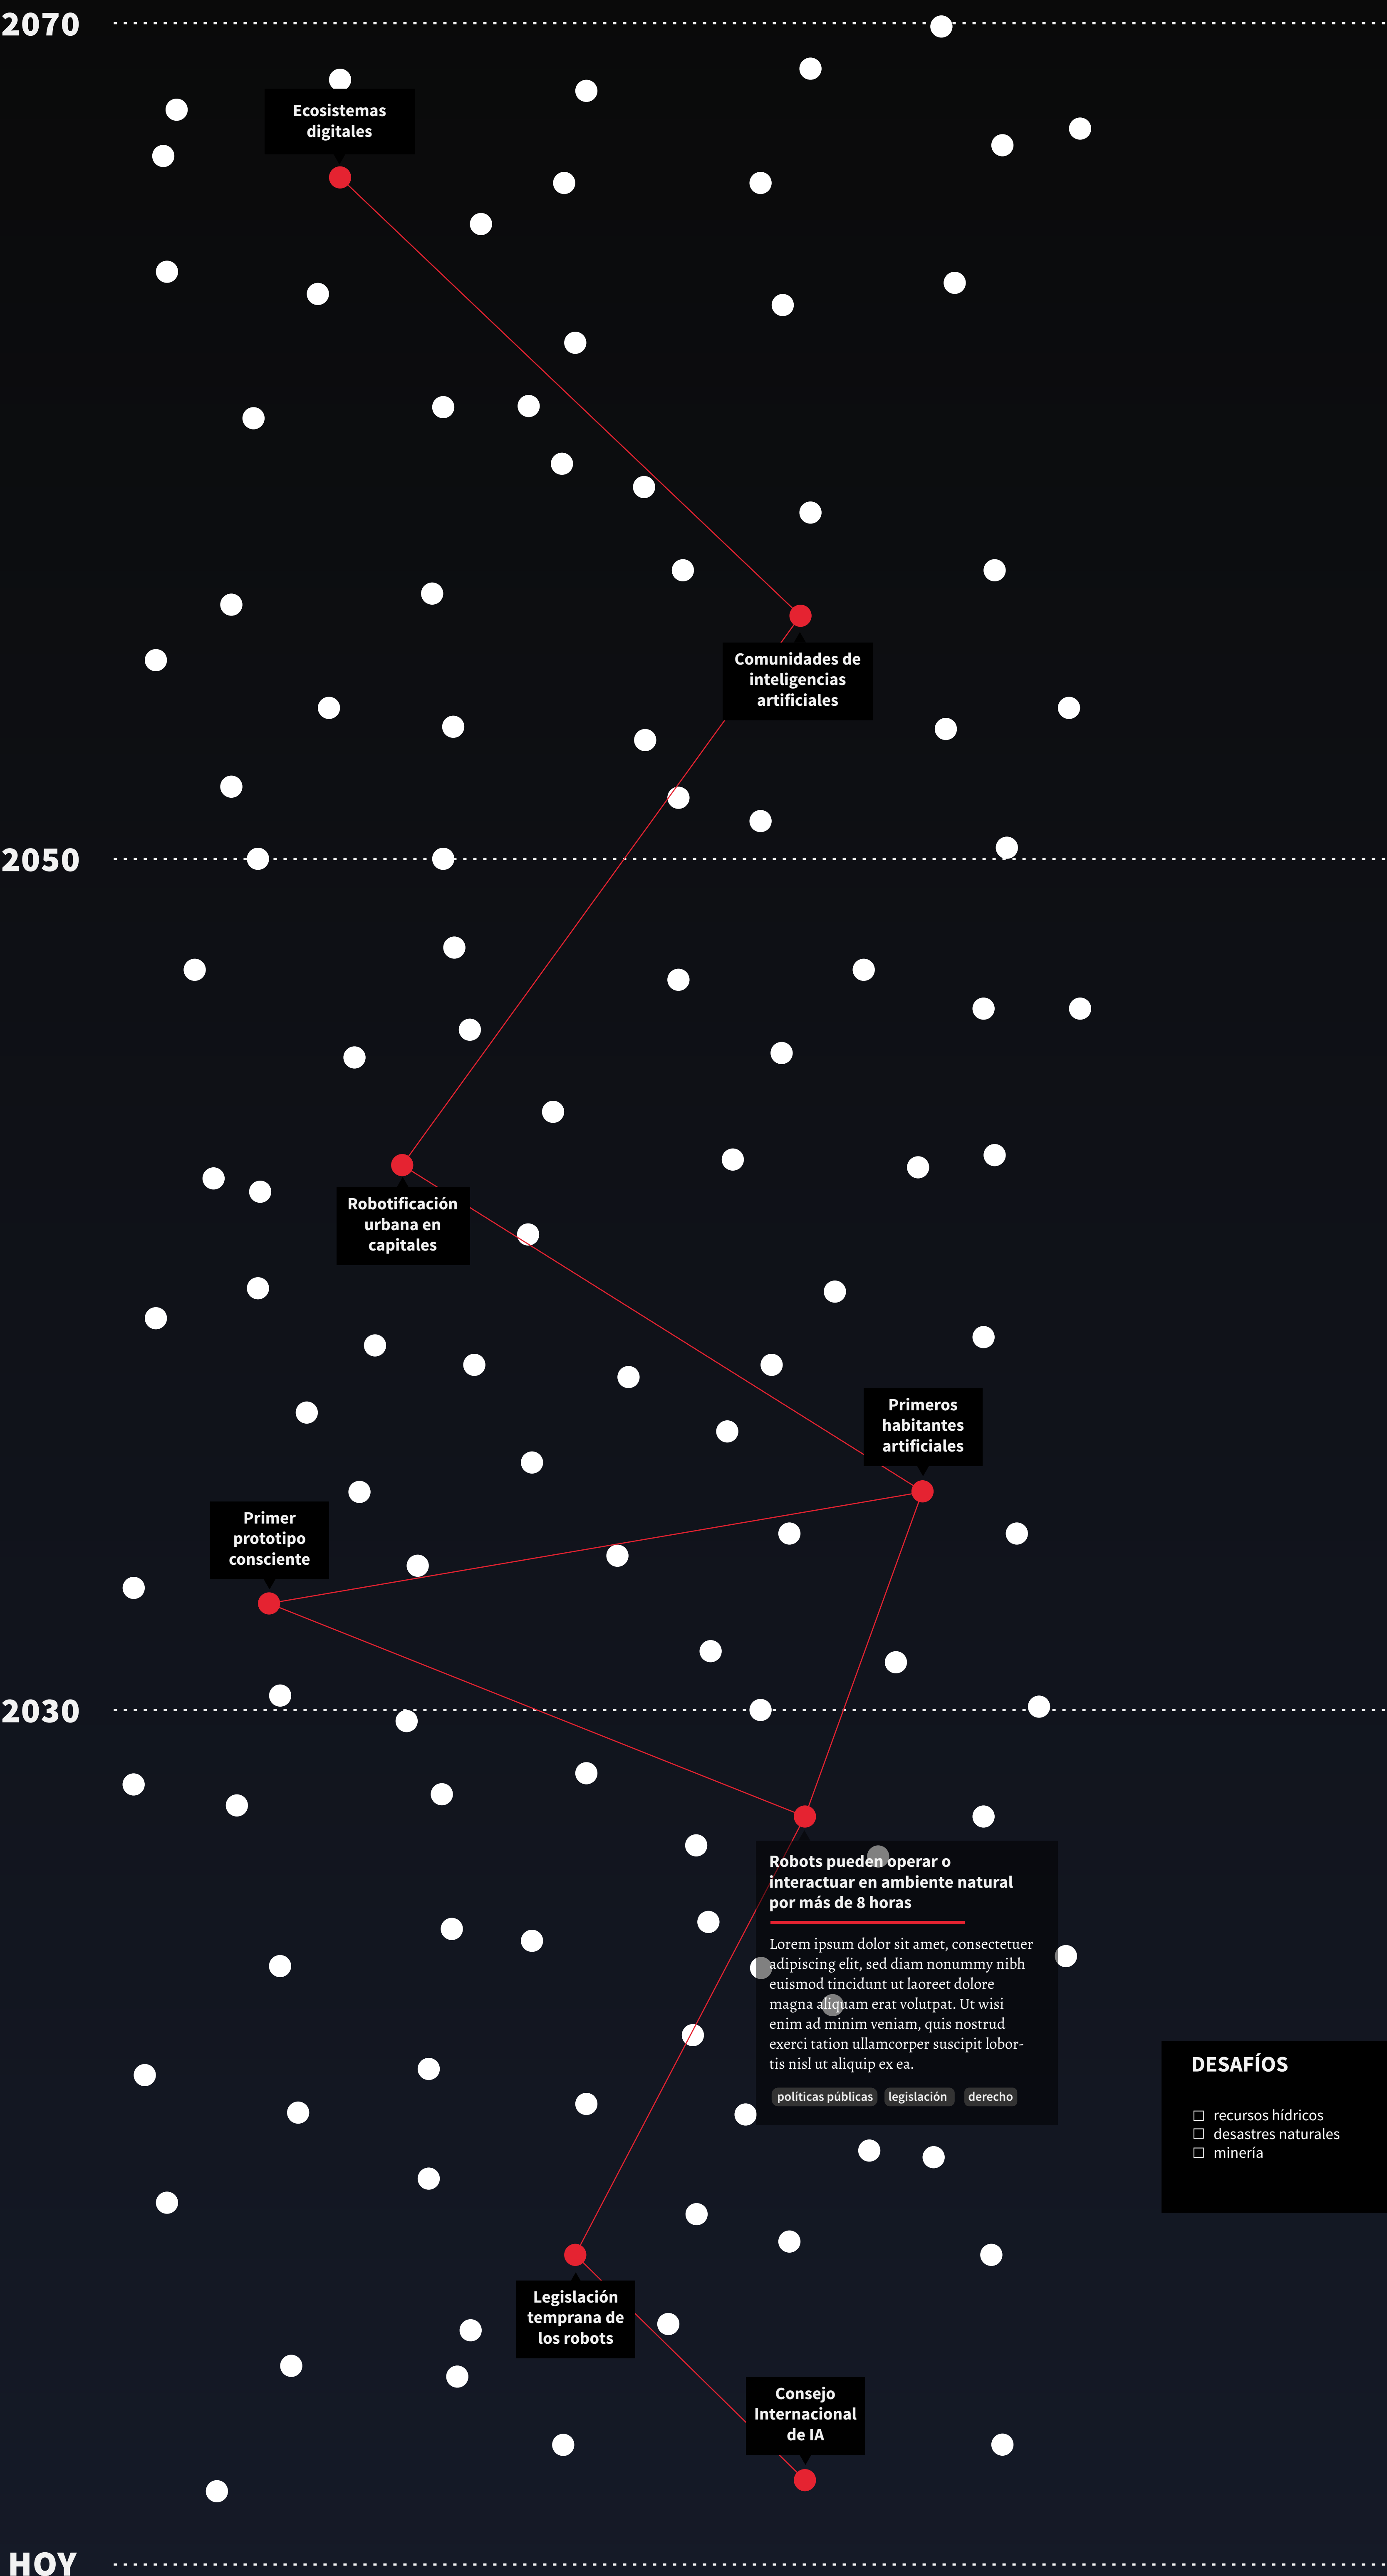 2070
Ecosistemas
digitales
Comunidades de
inteligencias
artificiales
2050
Robotificación
urbana en
capitales
Primeros
habitantes
artificiales
Primer
prototipo
consciente
2030
Robots pueden operar o
interactuar en ambiente natural
por más de 8 horas
Lorem ipsum dolor sit amet, consectetuer
adipiscing elit, sed diam nonummy nibh
euismod tincidunt ut laoreet dolore
magna aliquam erat volutpat. Ut wisi
enim ad minim veniam, quis nostrud
exerci tation ullamcorper suscipit lobor-
tis nisl ut aliquip ex ea.
políticas públicas legislación derecho
DESAFÍOS
recursos hídricos
desastres naturales
minería
Legislación
temprana de
los robots
Consejo
Internacional
de IA
HOY